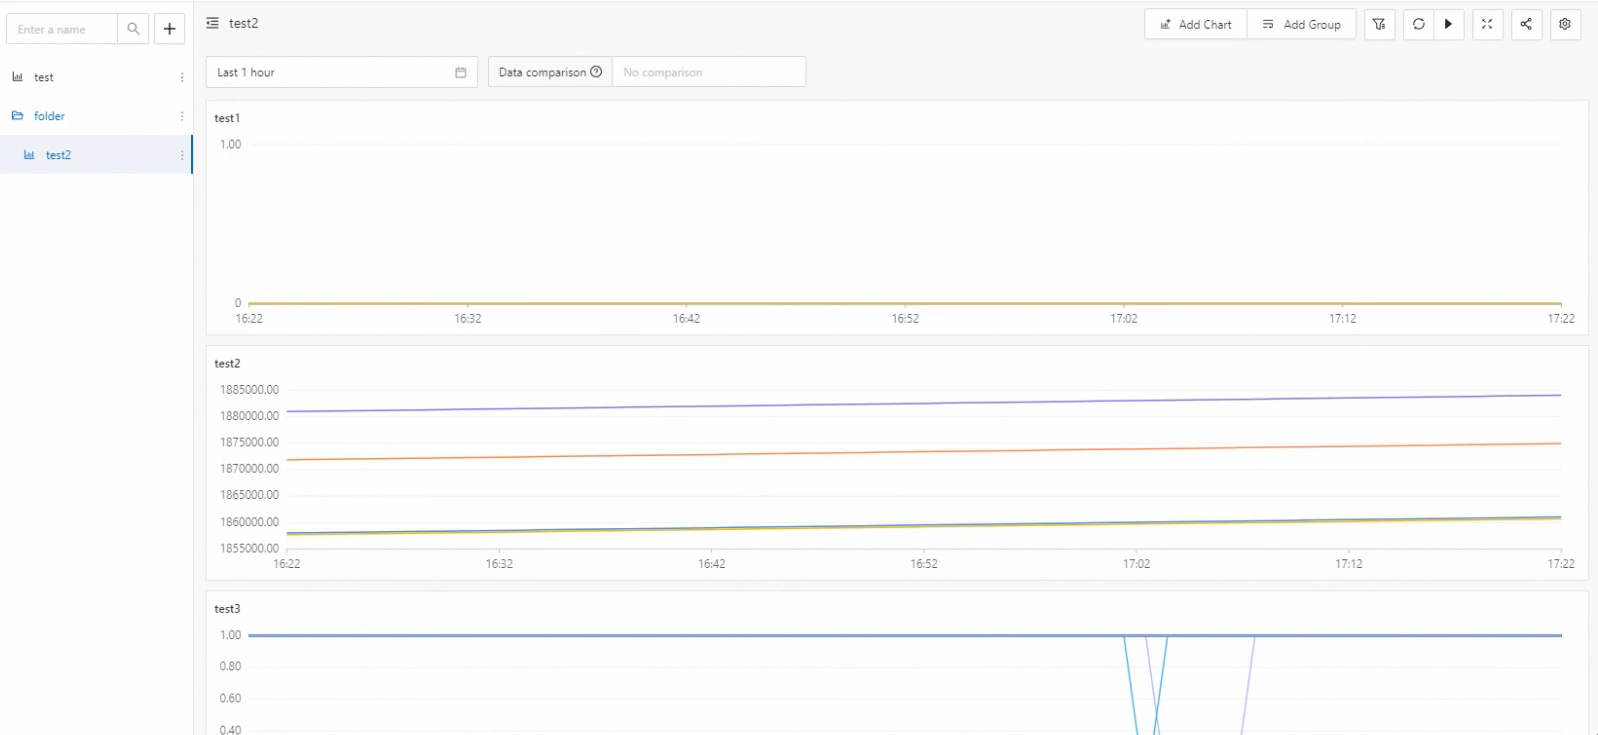 Enter a name
test
folder
test2
test2
Add Chart
Add Group
Last 1 hour
Data comparison
No comparison
test1
1.00
0
16:22 16:32 16:42 16:52 17:02 17:12 17:22
test2
1885000.00
1880000.00
1875000.00
1870000.00
1865000.00
1860000.00
1855000.00
16:22 16:32 16:42 16:52 17:02 17:12 17:22
test3
1.00
0.80
0.60
0.40